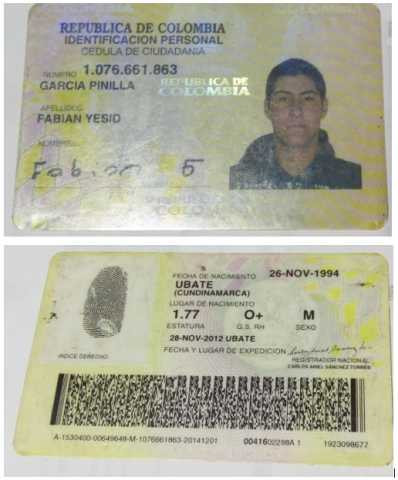 REPUBLICA DE COLOMBIA
IDENTIFICACION PERSONAL
CEDULA DE CIUDADANIA
NUMERO 1.076.661.863
GARCIA PINILLA
REPUBLICA DE
COLOMBIA
APELLIDOS
FABIAN YESID
NOMBRES
Fabian
FECHA DE NACIMIENTO 26-NOV-1994
UBATE
(CUNDINAMARCA)
LUGAR DE NACIMIENTO
1.77 O+ M
ESTATURA G.S. RH SEXO
28-NOV-2012 UBATE
FECHA Y LUGAR DE EXPEDICION
INDICE DERECHO
REGISTRADOR NACIONAL
CARLOS ARIEL SÁNCHEZ TORRES
A-1530400-00649648-M-1076661863-20141201 0041602298A 1 1923098677